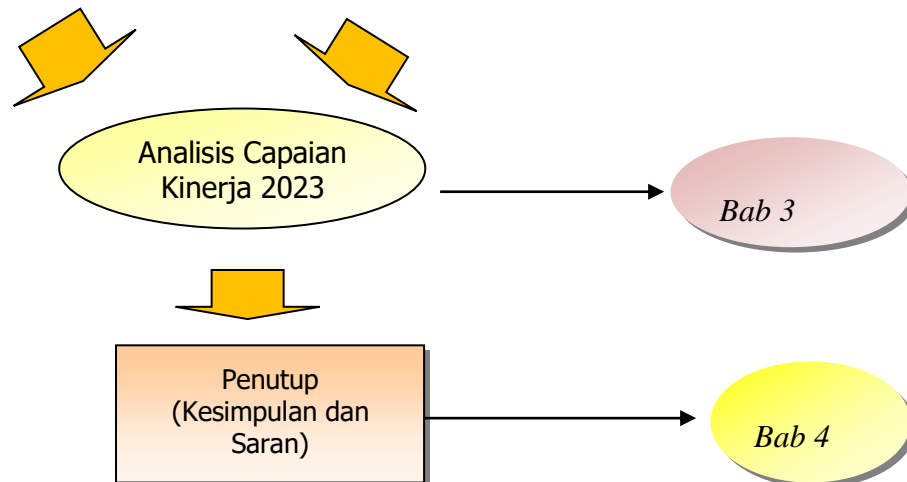 Analisis Capaian
Kinerja 2023
Bab 3
Penutup
(Kesimpulan dan
Saran)
Bab 4